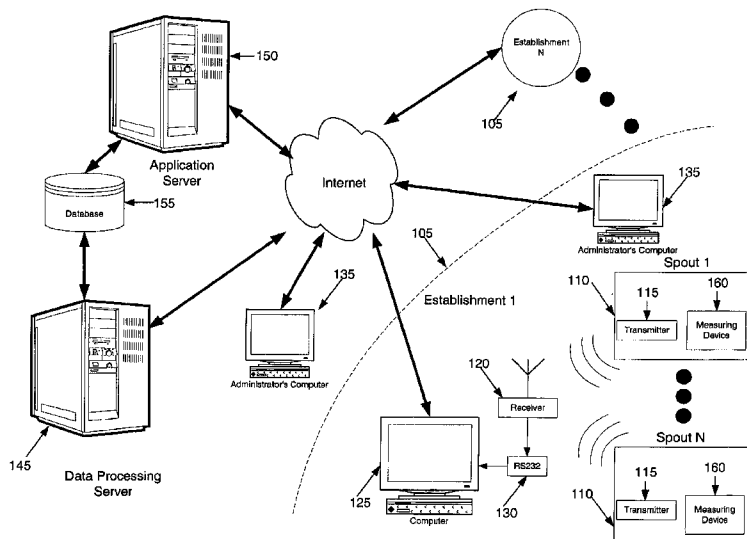 150
Application
Server
Database
155
145
Data Processing
Server
Internet
Establishment
N
105
135
Administrator's Computer
105
Establishment 1
135
Administrator's Computer
Spout 1
110
115
160
Transmitter
Measuring
Device
120
Receiver
RS232
130
125
Computer
Spout N
110
115
160
Transmitter
Measuring
Device